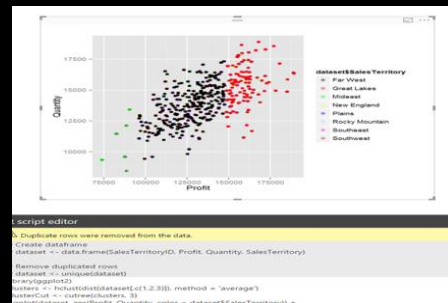 17500
15000
12500
10000
Quantity
75000 100000 125000 150000 175000
Profit
dataset$SalesTerritory
Far West
Great Lakes
Mideast
New England
Plains
Rocky Mountain
Southeast
Southwest
script editor
Duplicate rows were removed from the data.
Create dataframe
dataset <- data.frame(SalesTerritoryID, Profit, Quantity, SalesTerritory)
Remove duplicated rows
dataset <- unique(dataset)
brary(ggplot2)
lusters <- hclust(dist(dataset[,c(1,2,3)]), method = 'average')
lusterCut <- cutree(clusters, 3)